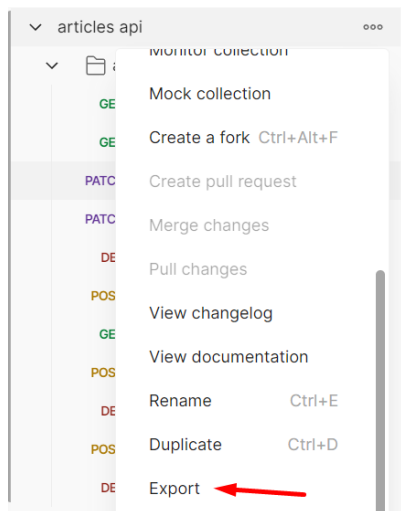 articles api
Monitor collection
Mock collection
GE
Create a fork Ctrl+Alt+F
GE
Create pull request
PATC
Merge changes
PATC
Pull changes
DE
View changelog
POS
View documentation
GE
POS
Rename Ctrl+E
DE
Duplicate Ctrl+D
POS
Export
DE